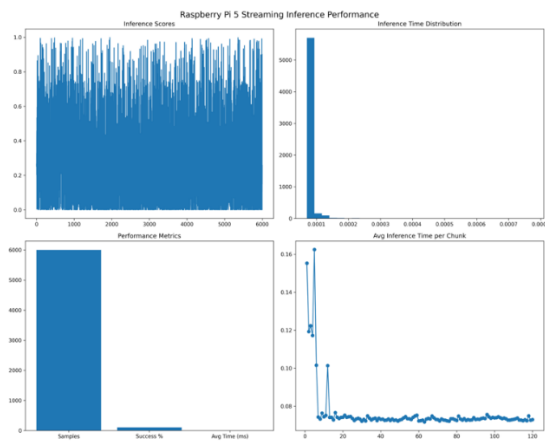 Raspberry Pi 5 Streaming Inference Performance
Inference Scores
1.0
0.8
0.6
0.4
0.2
0.0
0 1000 2000 3000 4000 5000 6000
Inference Time Distribution
5000
4000
3000
2000
1000
0
0.0001 0.0002 0.0003 0.0004 0.0005 0.0006 0.0007
Performance Metrics
6000
5000
4000
3000
2000
1000
0
Samples Success % Avg Time (ms)
Avg Inference Time per Chunk
0.16
0.14
0.12
0.10
0.08
0 20 40 60 80 100 120